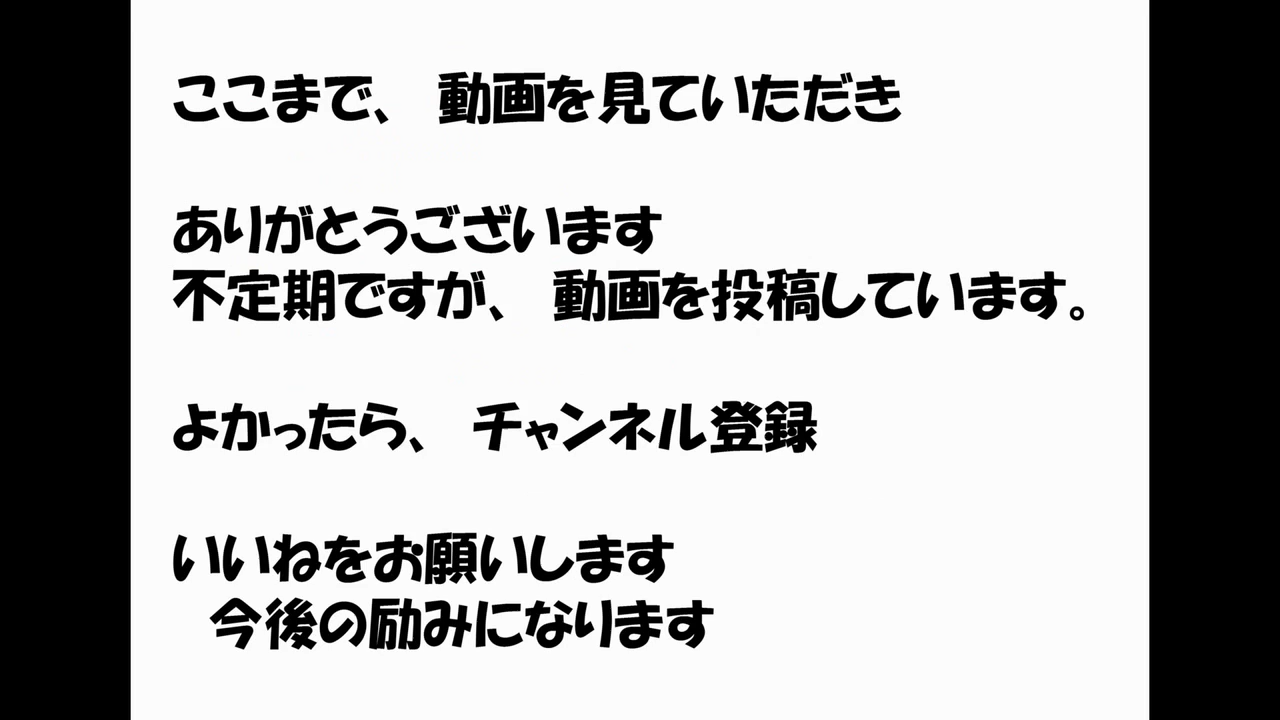 ここまで、 動画を見ていただき
ありがとうございます
不定期ですが、 動画を投稿しています。
よかったら、 チャンネル登録
いいねをお願いします
今後の励みになります